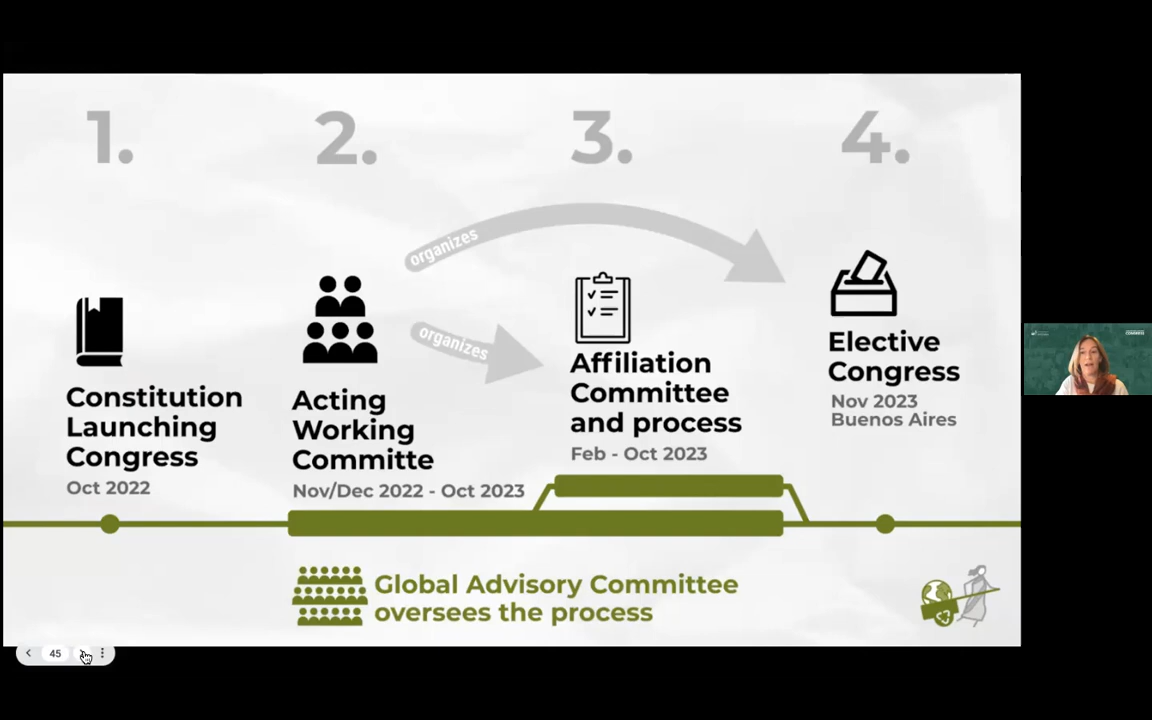 1.
2.
3.
4.
organizes
organizes
Constitution
Launching
Congress
Oct 2022
Acting
Working
Committe
Nov/Dec 2022 - Oct 2023
Affiliation
Committee
and process
Feb - Oct 2023
Elective
Congress
Nov 2023
Buenos Aires
Global Advisory Committee
oversees the process
45
CONGRESS